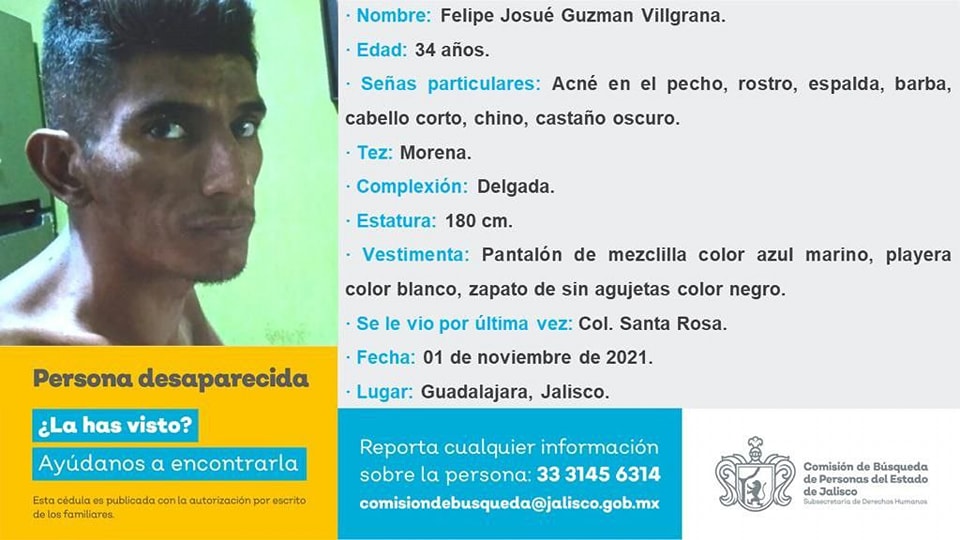 · Nombre: Felipe Josué Guzman Villgrana.
· Edad: 34 años.
· Señas particulares: Acné en el pecho, rostro, espalda, barba,
cabello corto, chino, castaño oscuro.
· Tez: Morena.
· Complexión: Delgada.
· Estatura: 180 cm.
· Vestimenta: Pantalón de mezclilla color azul marino, playera
color blanco, zapato de sin agujetas color negro.
· Se le vio por última vez: Col. Santa Rosa.
· Fecha: 01 de noviembre de 2021.
· Lugar: Guadalajara, Jalisco.
Persona desaparecida
¿La has visto?
Ayúdanos a encontrarla
Esta cédula es publicada con la autorización por escrito
de los familiares.
Reporta cualquier información
sobre la persona: 33 3145 6314
comisiondebusqueda@jalisco.gob.mx
Comisión de Búsqueda
de Personas del Estado
de Jalisco
Subsecretaría de Derechos Humanos